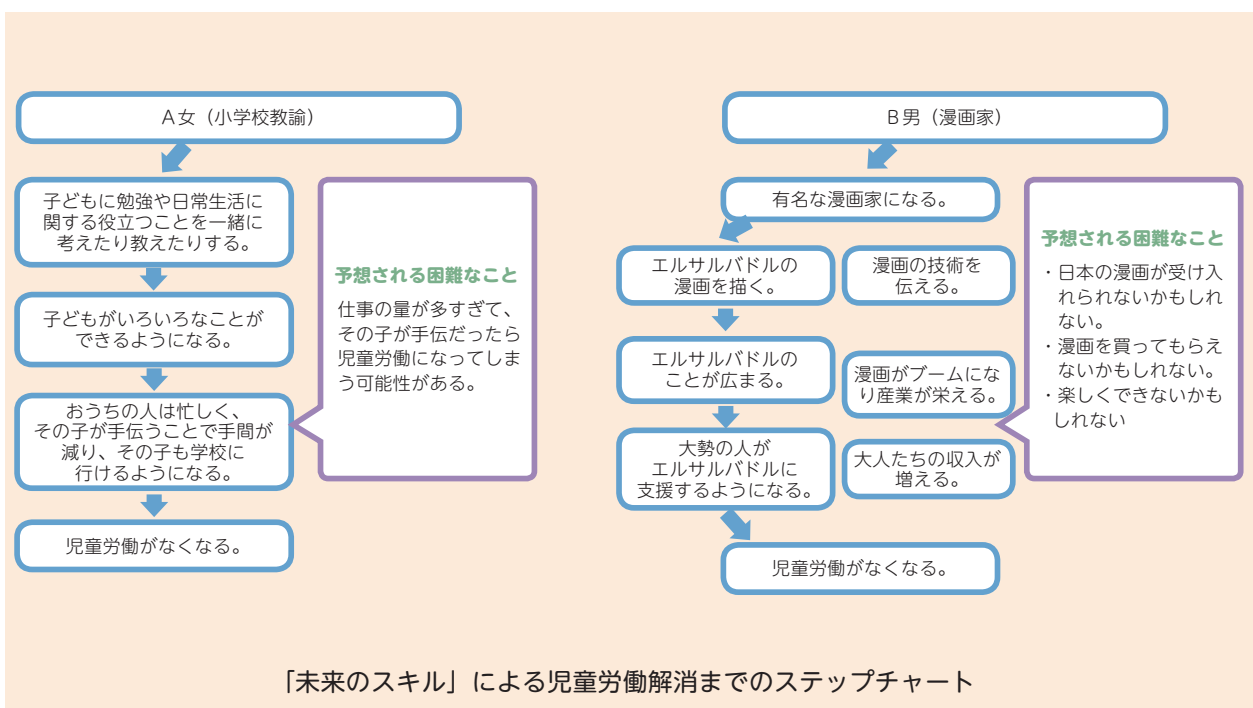 A女（小学校教諭）
子どもに勉強や日常生活に
関する役立つことを一緒に
考えたり教えたりする。
子どもがいろいろなことが
できるようになる。
おうちの人は忙しく、
その子が手伝うことで手間が
減り、その子も学校に
行けるようになる。
児童労働がなくなる。
予想される困難なこと
仕事の量が多すぎて、
その子が手伝だったら
児童労働になってしま
う可能性がある。
B男（漫画家）
有名な漫画家になる。
エルサルバドルの
漫画を描く。
エルサルバドルの
ことが広まる。
大勢の人が
エルサルバドルに
支援するようになる。
漫画の技術を
伝える。
漫画がブームにな
り産業が栄える。
大人たちの収入が
増える。
児童労働がなくなる。
予想される困難なこと
・日本の漫画が受け入
れられないかもしれ
ない。
・漫画を買ってもらえ
ないかもしれない。
・楽しくできないかも
しれない
「未来のスキル」による児童労働解消までのステップチャート